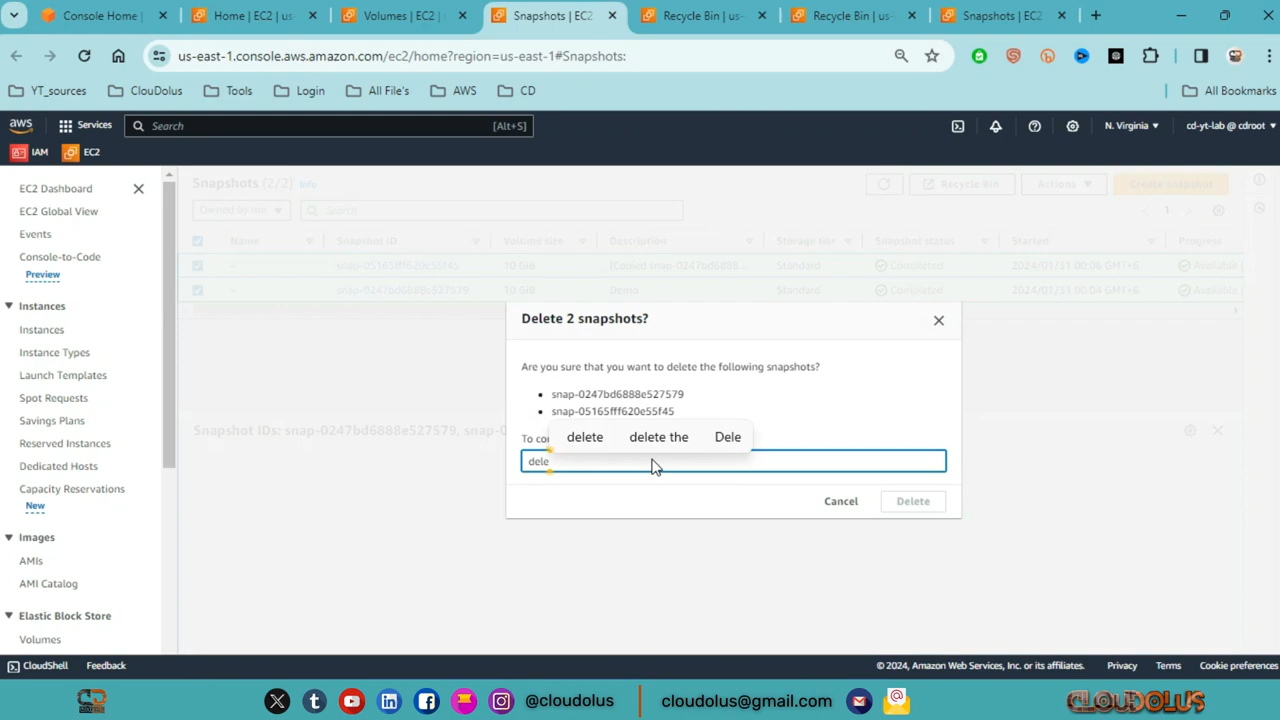 Console Home |
Home | EC2 | us-
Volumes | EC2 |
Snapshots | EC2
Recycle Bin | us-
Recycle Bin | us-
Snapshots | EC2
us-east-1.console.aws.amazon.com/ec2/home?region=us-east-1#Snapshots:
YT_sources CloudDolus Tools Login All File's AWS CD All Bookmarks
aws Services Search [Alt+S] N. Virginia cd-yt-lab @ cdroot
IAM EC2
EC2 Dashboard
EC2 Global View
Events
Console-to-Code
Preview
Instances
Instances
Instance Types
Launch Templates
Spot Requests
Savings Plans
Reserved Instances
Dedicated Hosts
Capacity Reservations
New
Images
AMIs
AMI Catalog
Elastic Block Store
Volumes
Snapshots (2/2) Info Recycle Bin Actions Create snapshot
Owned by me Search 1
Name Snapshot ID Volume size Description Storage tier Snapshot status Started Progress
– snap-05165fff620e55f45 10 GiB [Copied snap-0247bd6888... Standard Completed 2024/01/31 00:06 GMT+6 Available
– snap-0247bd6888e527579 10 GiB Demo Standard Completed 2024/01/31 00:04 GMT+6 Available
Snapshot IDs: snap-0247bd6888e527579, snap-0
Delete 2 snapshots?
Are you sure that you want to delete the following snapshots?
• snap-0247bd6888e527579
• snap-05165fff620e55f45
To con
delete delete the Dele
dele
Cancel Delete
CloudShell Feedback © 2024, Amazon Web Services, Inc. or its affiliates. Privacy Terms Cookie preferences
@cloudolus cloudolus@gmail.com CLOUDOLUS